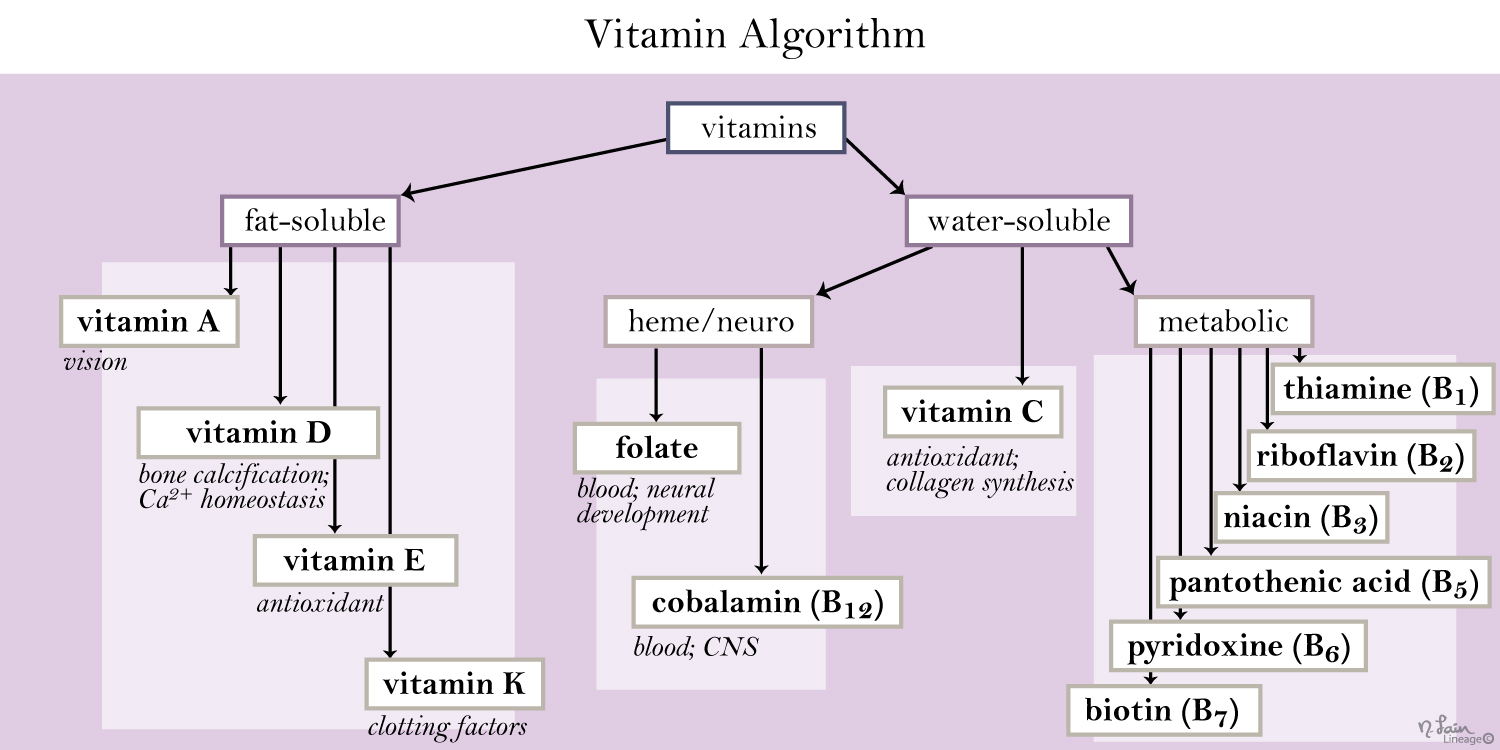 Vitamin Algorithm
vitamins
fat-soluble
water-soluble
vitamin A
vision
vitamin D
bone calcification;
Ca²⁺ homeostasis
vitamin E
antioxidant
vitamin K
clotting factors
heme/neuro
folate
blood; neural
development
cobalamin (B₁₂)
blood; CNS
vitamin C
antioxidant;
collagen synthesis
metabolic
thiamine (B₁)
riboflavin (B₂)
niacin (B₃)
pantothenic acid (B₅)
pyridoxine (B₆)
biotin (B₇)
Lineage©